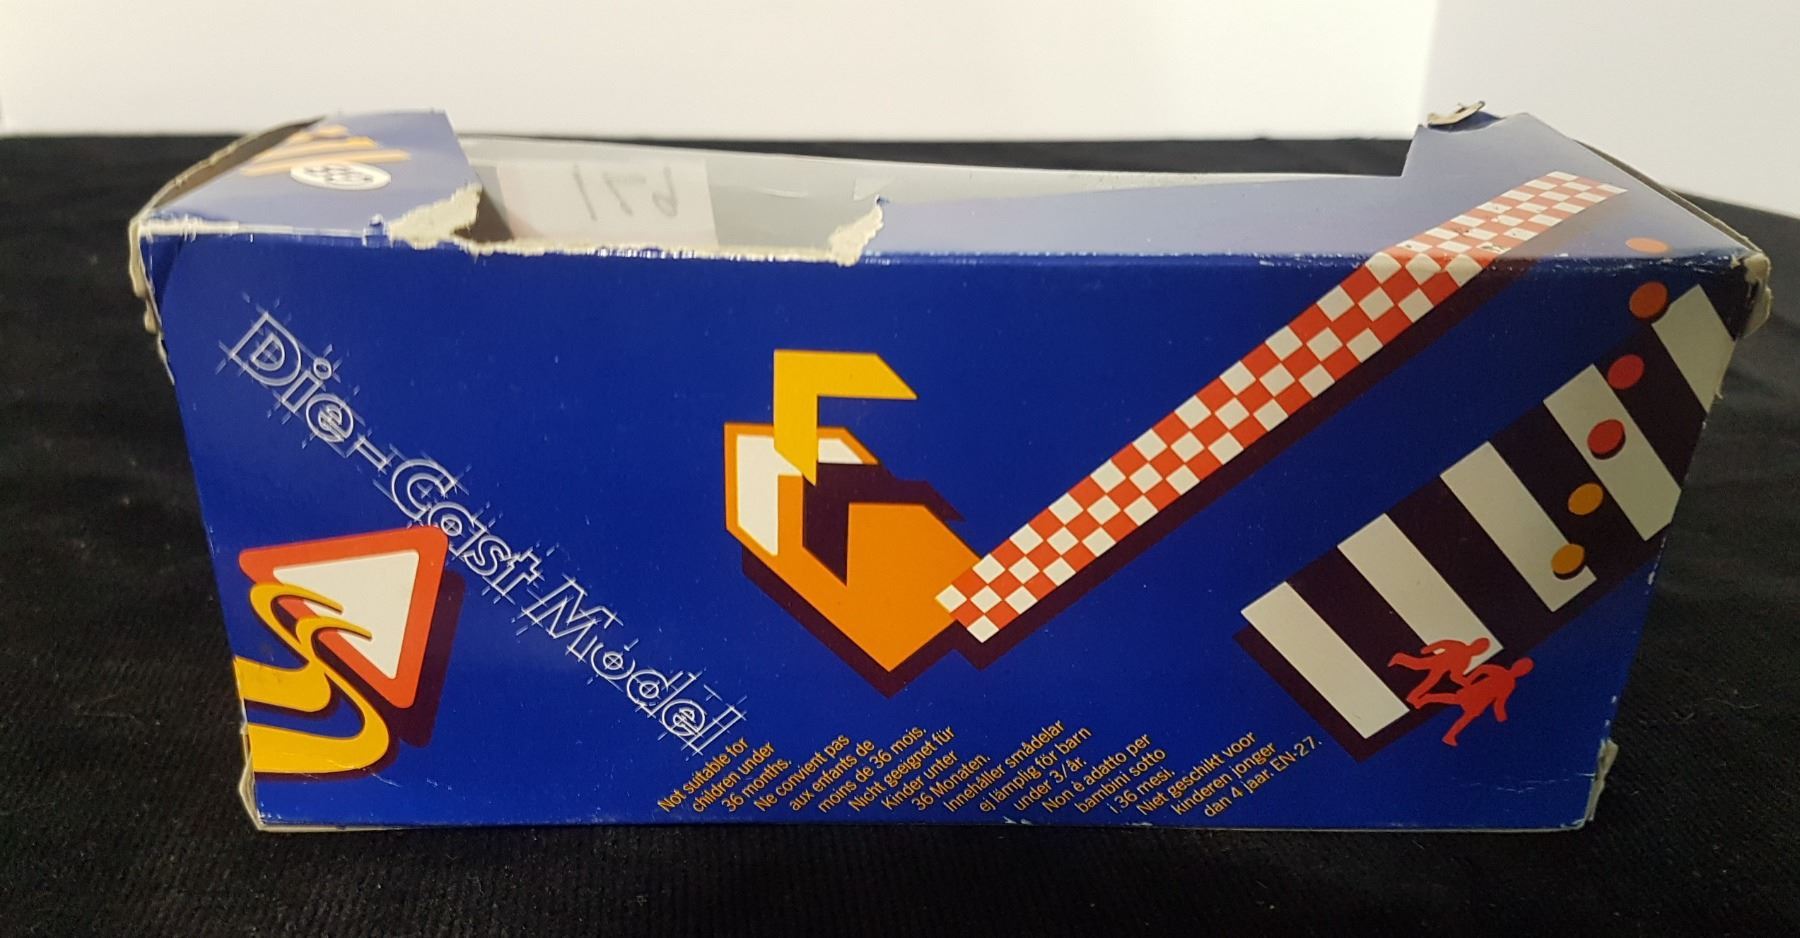 Die-Cast Model
Not suitable for
children under
36 months.
Ne convient pas
aux enfants de
moins de 36 mois.
Nicht geeignet für
Kinder unter
36 Monaten.
Innehåller smådelar
ej lämplig för barn
under 3/år.
Non è adatto per
bambini sotto
i 36 mesi.
Niet geschikt voor
kinderen jonger
dan 4 jaar. EN-27.